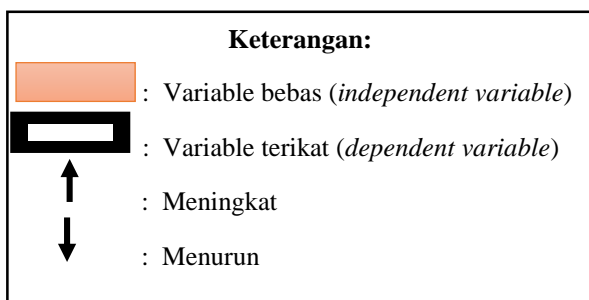 Keterangan:
: Variable bebas (independent variable)
: Variable terikat (dependent variable)
: Meningkat
: Menurun